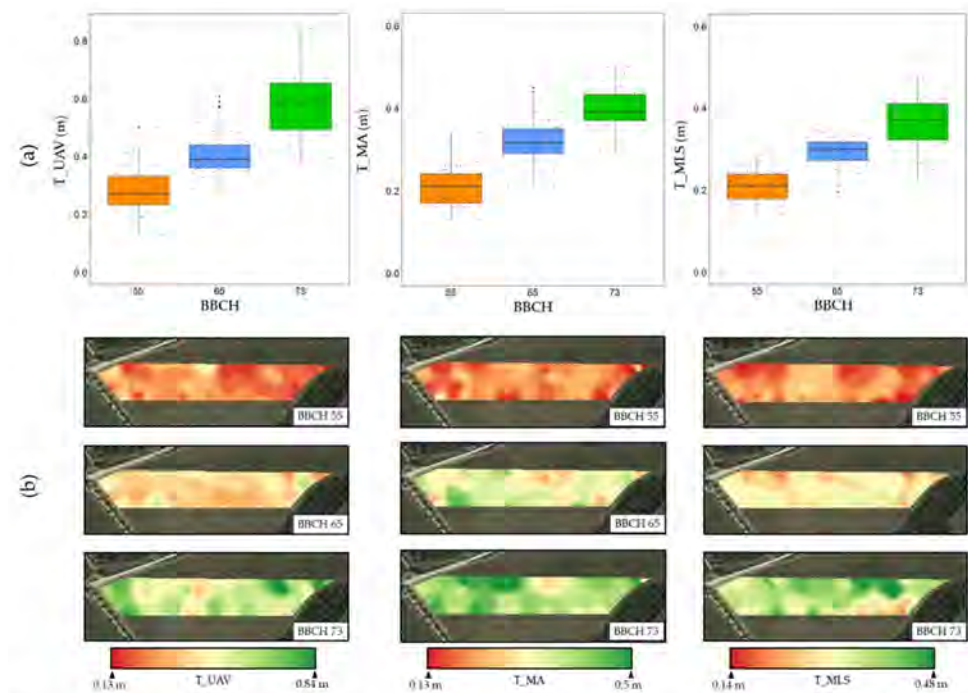 (a)
T_UAV (m)
0.8
0.6
0.4
0.2
0.0
55
65
73
BBCH
T_MA (m)
0.6
0.4
0.2
0.0
55
65
73
BBCH
T_MLS (m)
0.6
0.4
0.2
0.0
55
65
73
BBCH
(b)
BBCH 55
BBCH 55
BBCH 55
BBCH 65
BBCH 65
BBCH 65
BBCH 73
BBCH 73
BBCH 73
0.13 m T_UAV 0.84 m
0.13 m T_MA 0.5 m
0.14 m T_MLS 0.48 m